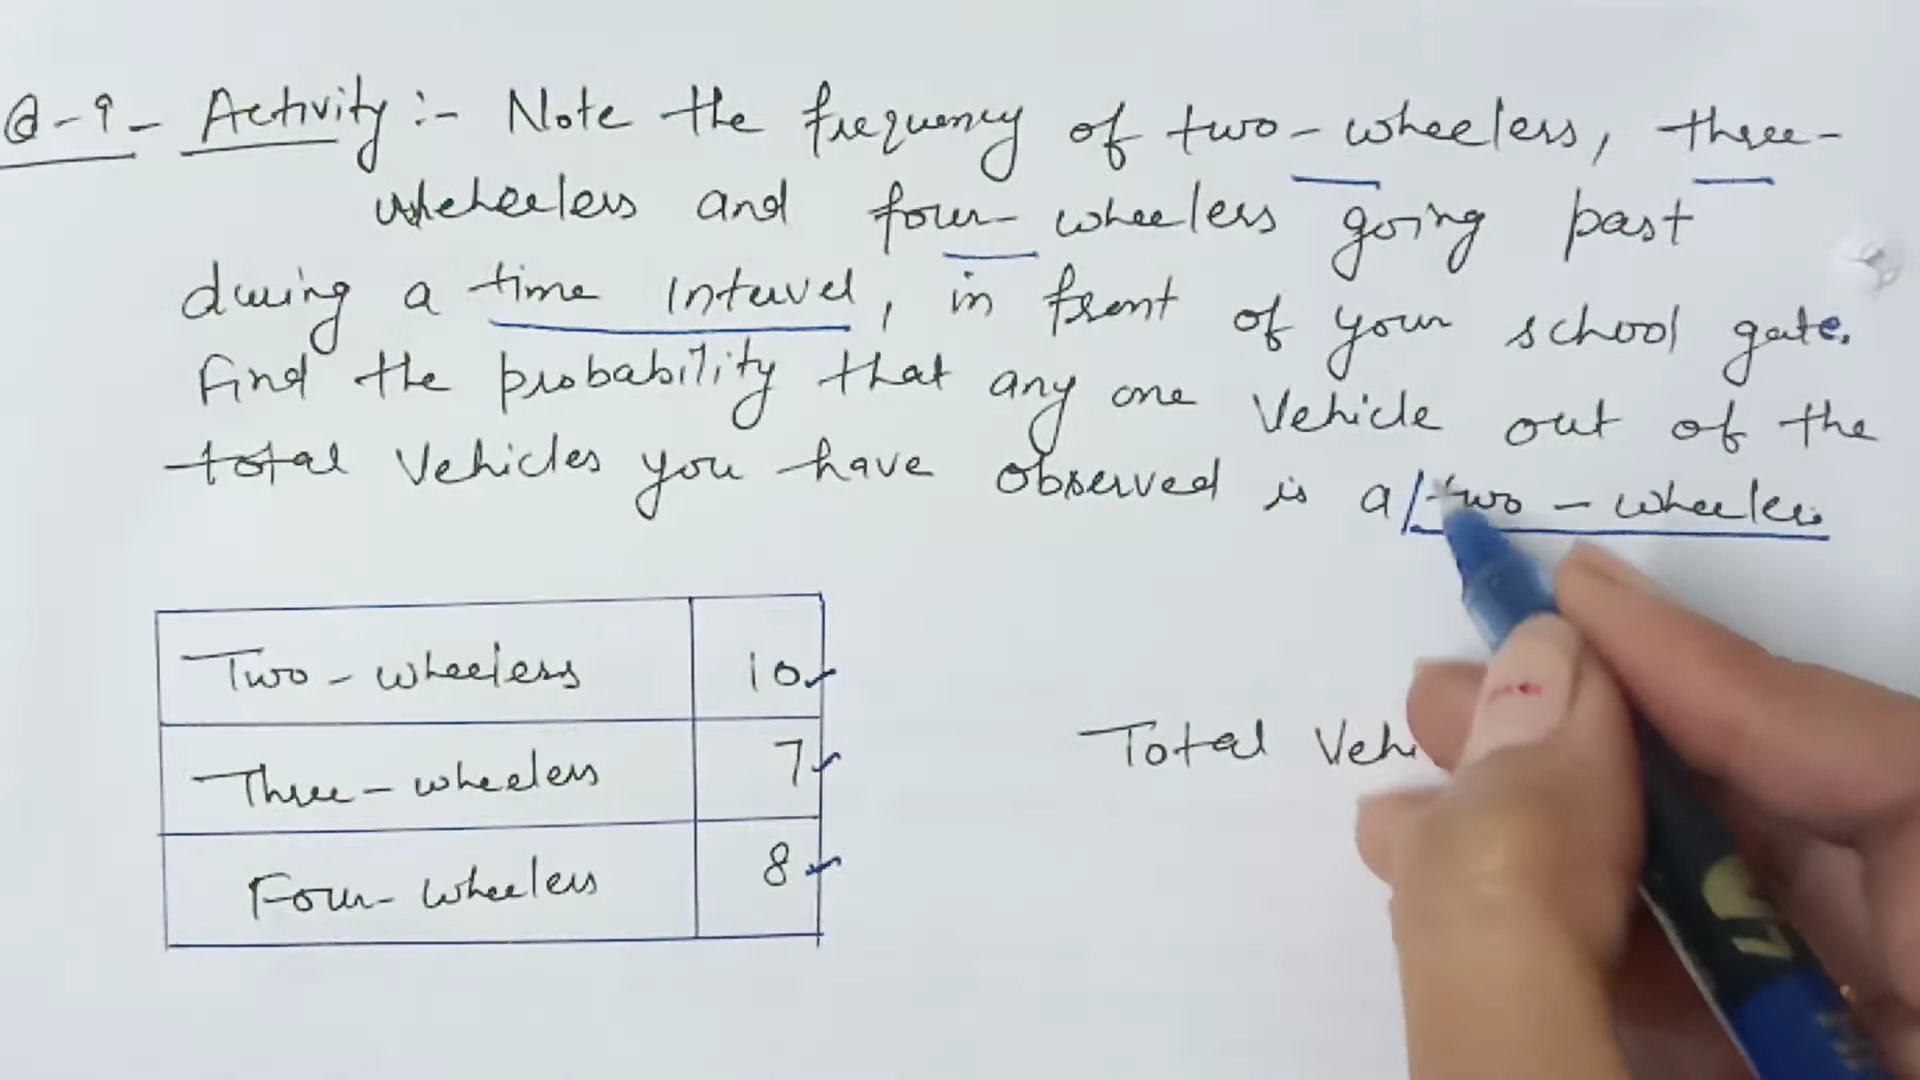 Q-9- Activity:- Note the frequency of two-wheelers, three-
wheelers and four-wheelers going past
during a time interval, in front of your school gate.
Find the probability that any one Vehicle out of the
total Vehicles you have observed is a two-wheeler.
Two-wheelers 10
Three-wheelers 7
Total Vehi
Four-wheelers 8